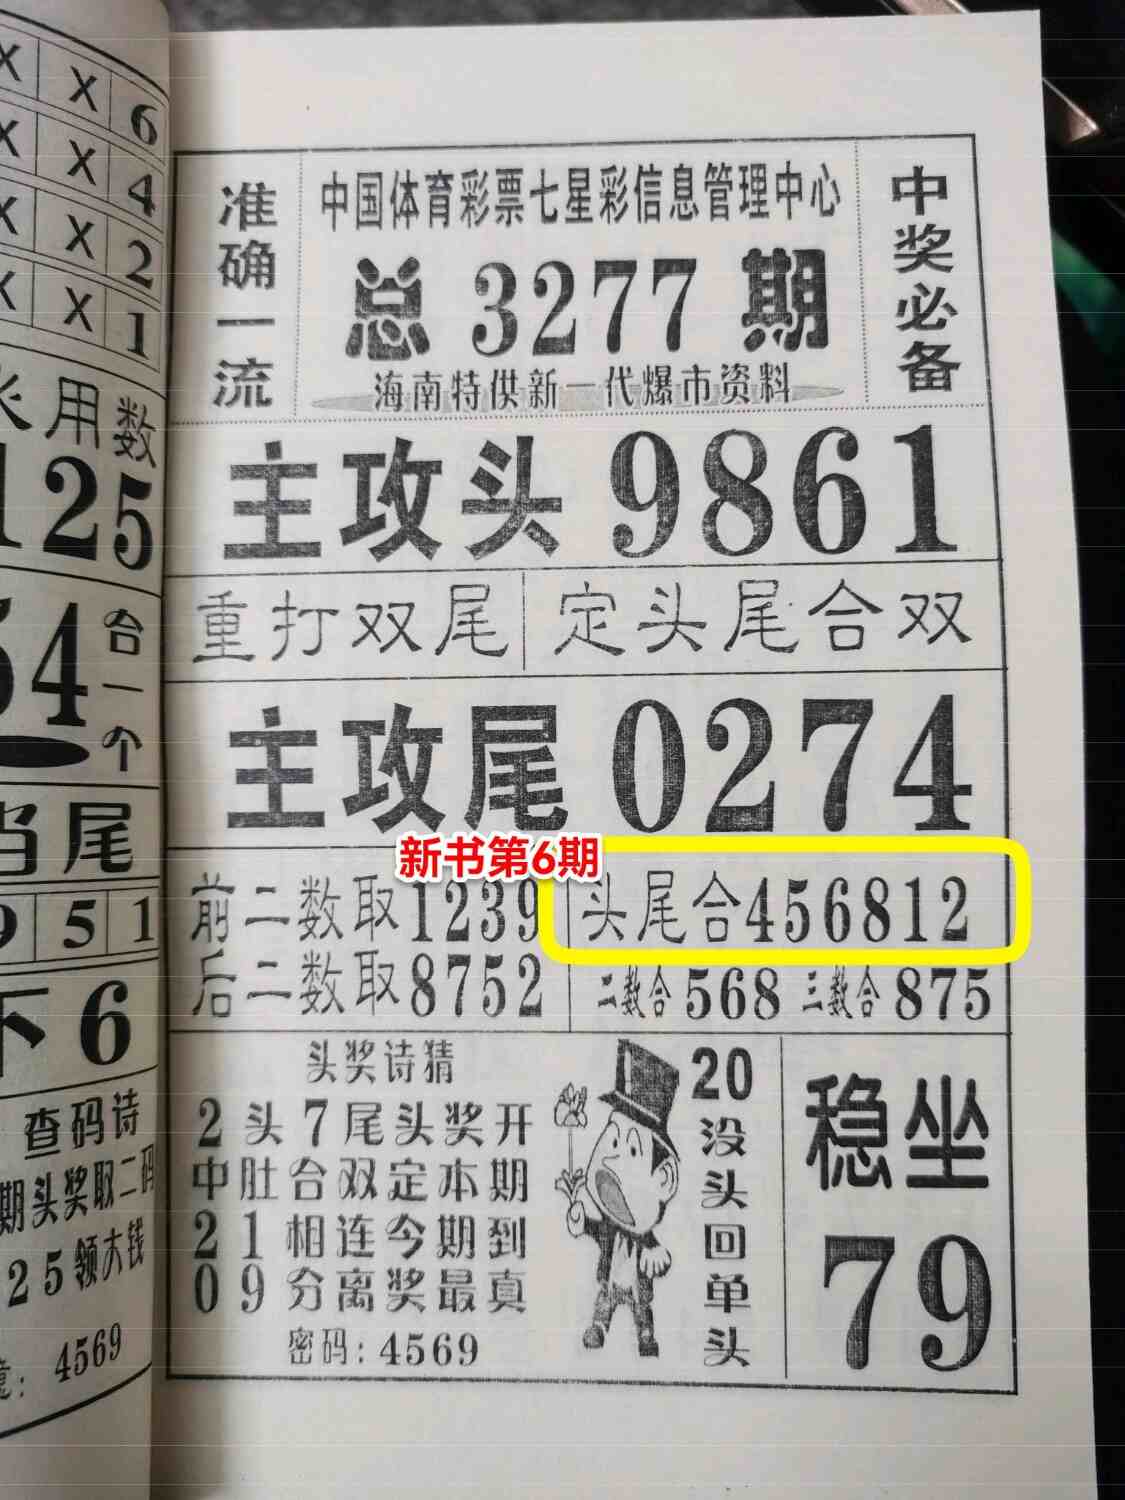 X X 6
X X 4
X X 2
X X 1
用数
125
54
合一个
当尾
9 5 1
下6
查码诗
期头奖取二码
25领大钱
4569
准确一流
中国体育彩票七星彩信息管理中心
总3277期
海南特供新一代爆市资料
中奖必备
主攻头9861
重打双尾
定头尾合双
主攻尾0274
新书第6期
前二数取1239
头尾合456812
后二数取8752
二数合568 三数合875
头奖诗猜
2头7尾头奖开
中肚合双定本期
21相连今期到
09分离奖最真
密码:4569
20没头回单头
稳坐
79